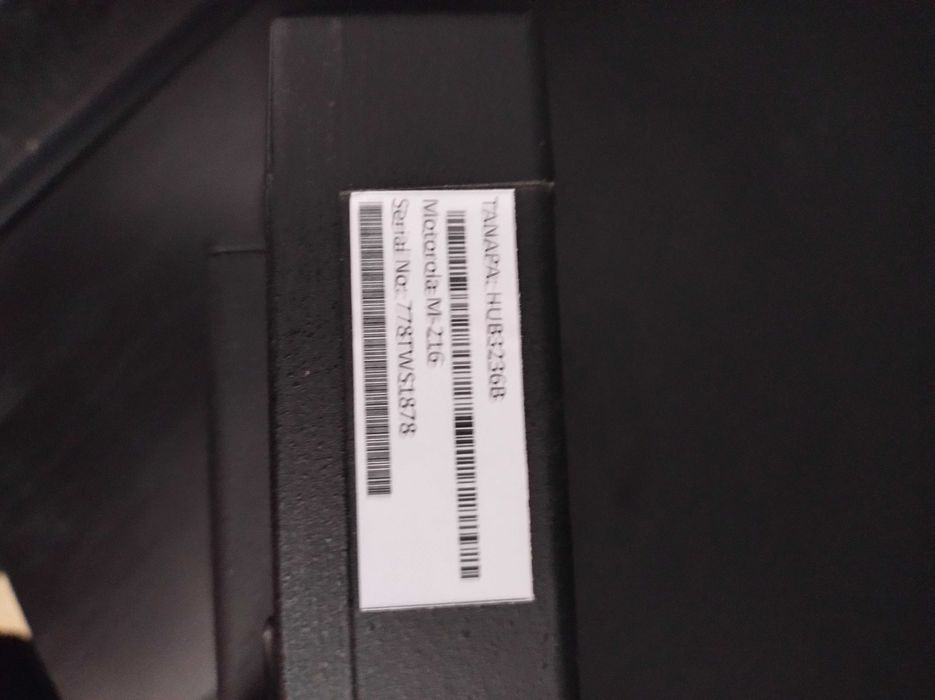 TANAPA: HUB3236B
Motorola M-216
Serial No: 778TWS1878